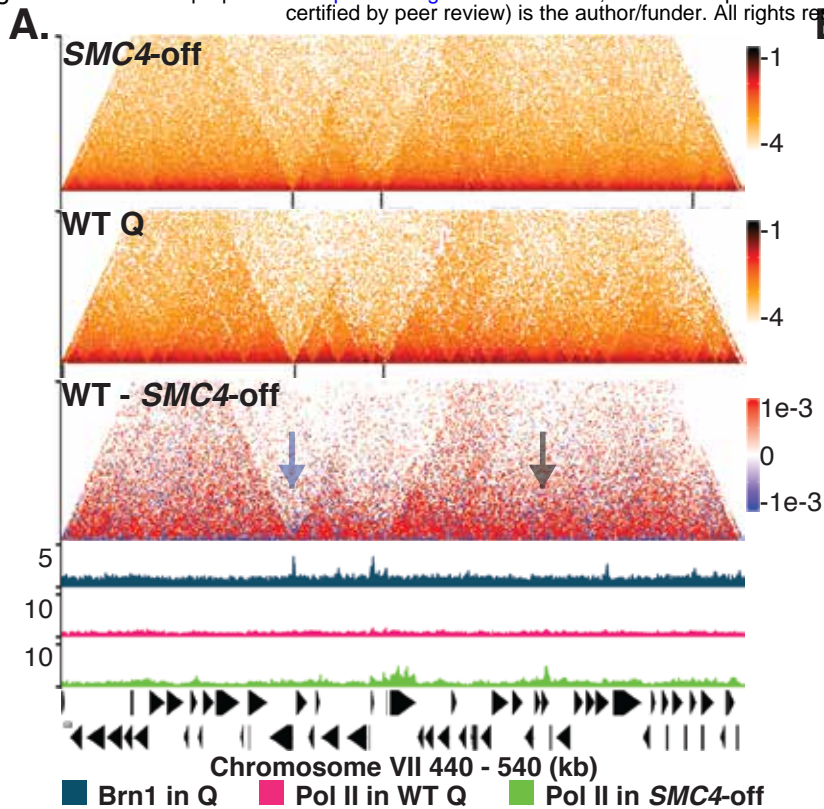 certified by peer review) is the author/funder. All rights
A.
SMC4-off
-1
-4
WT Q
-1
-4
WT - SMC4-off
1e-3
0
-1e-3
5
10
10
Chromosome VII 440 - 540 (kb)
Brn1 in Q Pol II in WT Q Pol II in SMC4-off